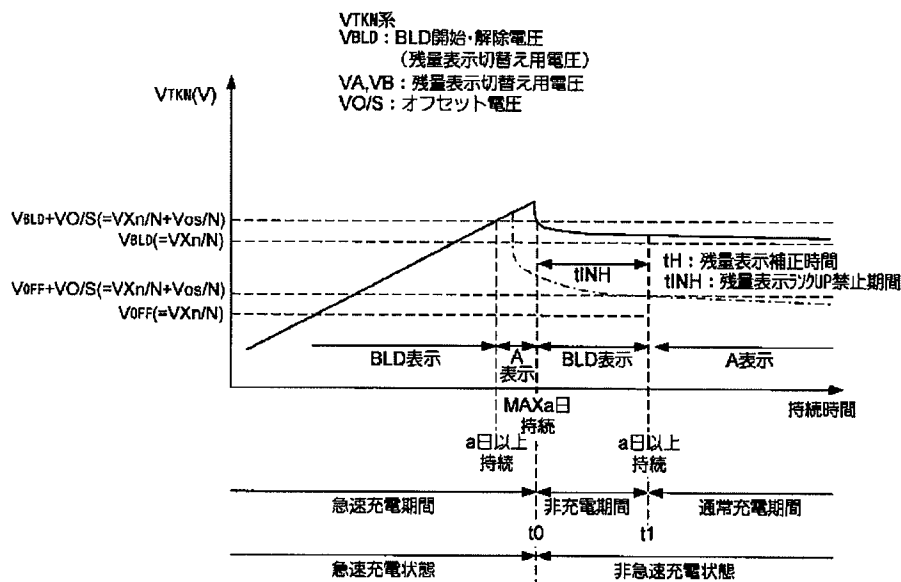 VTKN系
VBLD：BLD開始・解除電圧
（残量表示切替え用電圧）
VA,VB：残量表示切替え用電圧
VO/S：オフセット電圧
VTKN(V)
VBLD+VO/S(=VXn/N+Vos/N)
VBLD(=VXn/N)
VOFF+VO/S(=VXn/N+Vos/N)
VOFF(=VXn/N)
tINH
tH：残量表示補正時間
tINH：残量表示ﾗﾝｸUP禁止期間
BLD表示
A
表示
BLD表示
A表示
持続時間
MAXa日
持続
a日以上
持続
a日以上
持続
急速充電期間
非充電期間
通常充電期間
t0
t1
急速充電状態
非急速充電状態